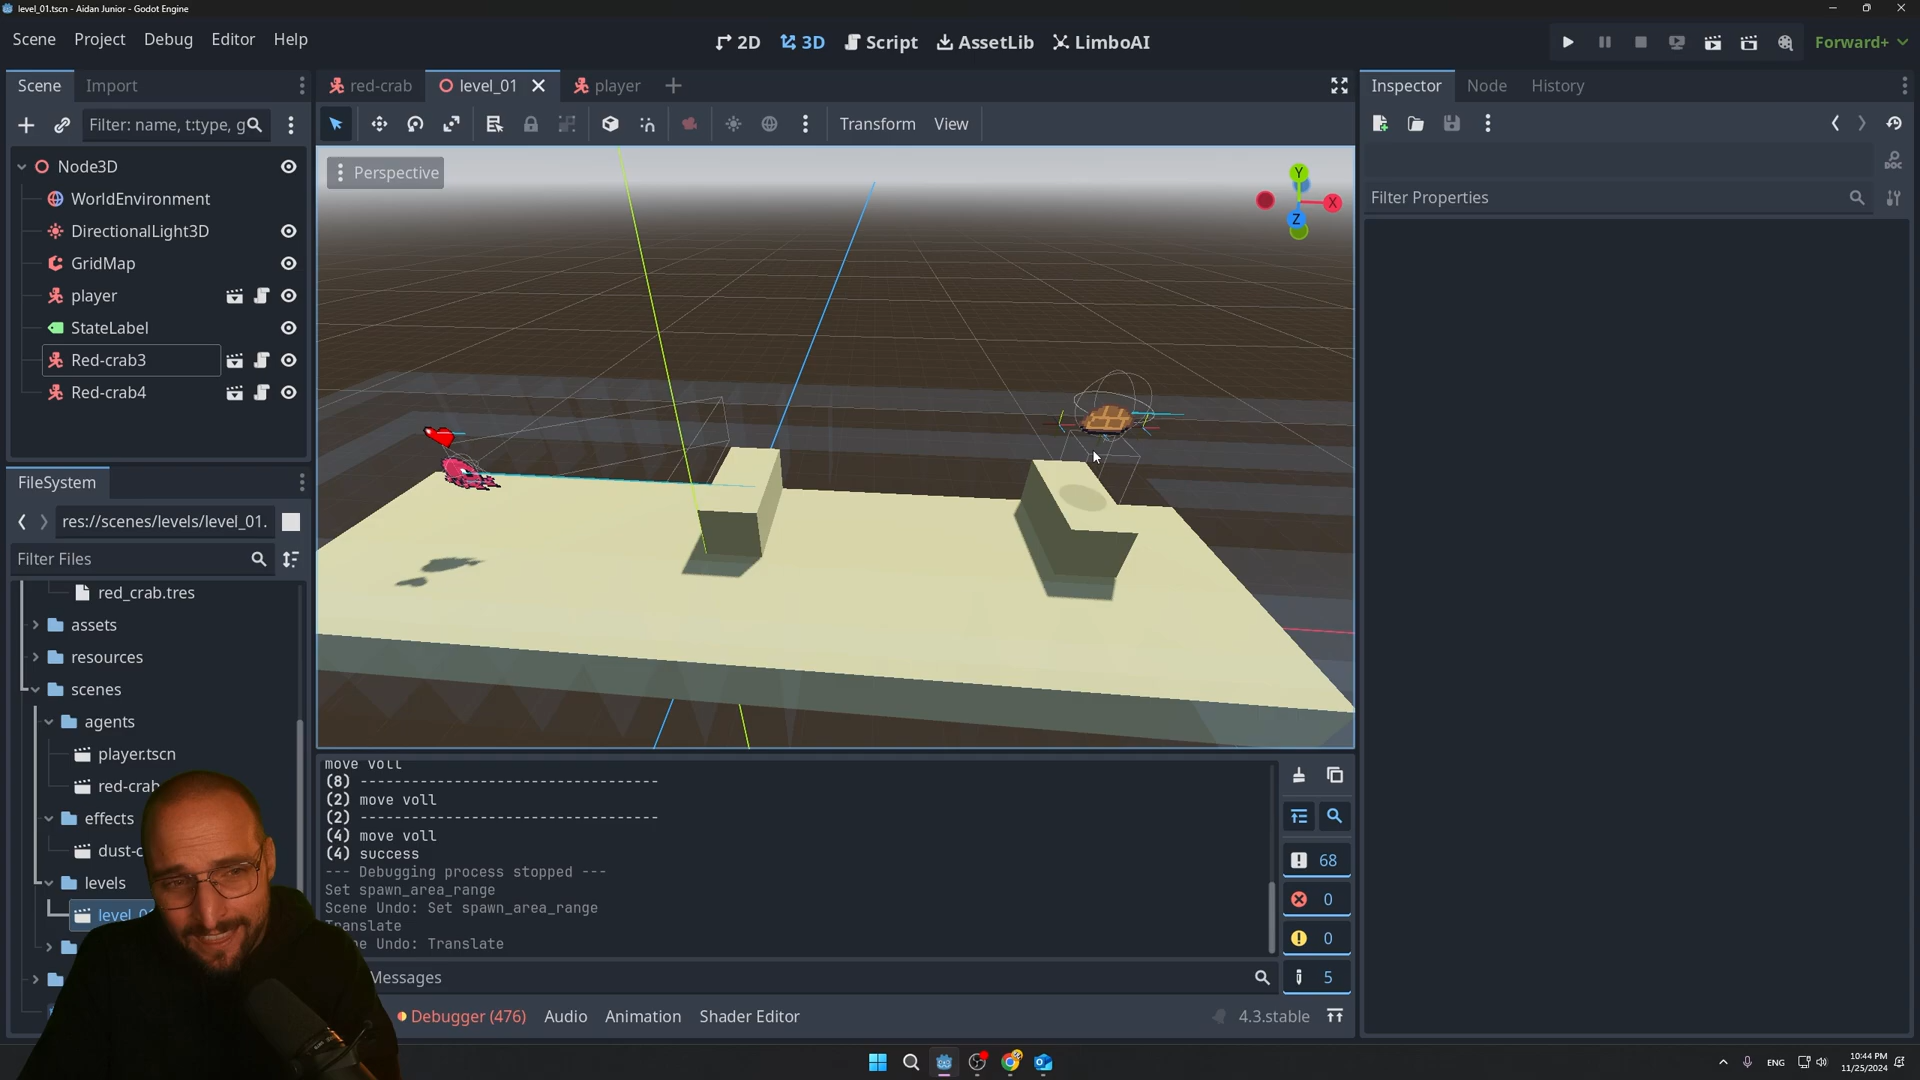 level_01.tscn - Aidan Junior - Godot Engine
Scene Project Debug Editor Help
2D 3D Script AssetLib LimboAI
Forward+
Scene Import
red-crab level_01 player
Inspector Node History
Filter: name, t:type, g
Transform View
Node3D
WorldEnvironment
DirectionalLight3D
GridMap
player
StateLabel
Red-crab3
Red-crab4
Perspective
Y
X
Z
DOC
Filter Properties
FileSystem
res://scenes/levels/level_01.
Filter Files
red_crab.tres
assets
resources
scenes
agents
player.tscn
red-crab
effects
dust-c
levels
level_0
move voll
(8) -----------------------------------
(2) move voll
(2) -----------------------------------
(4) move voll
(4) success
--- Debugging process stopped ---
Set spawn_area_range
Scene Undo: Set spawn_area_range
Translate
ne Undo: Translate
68
0
0
5
Messages
Debugger (476) Audio Animation Shader Editor
4.3.stable
ENG
10:44 PM
11/25/2024